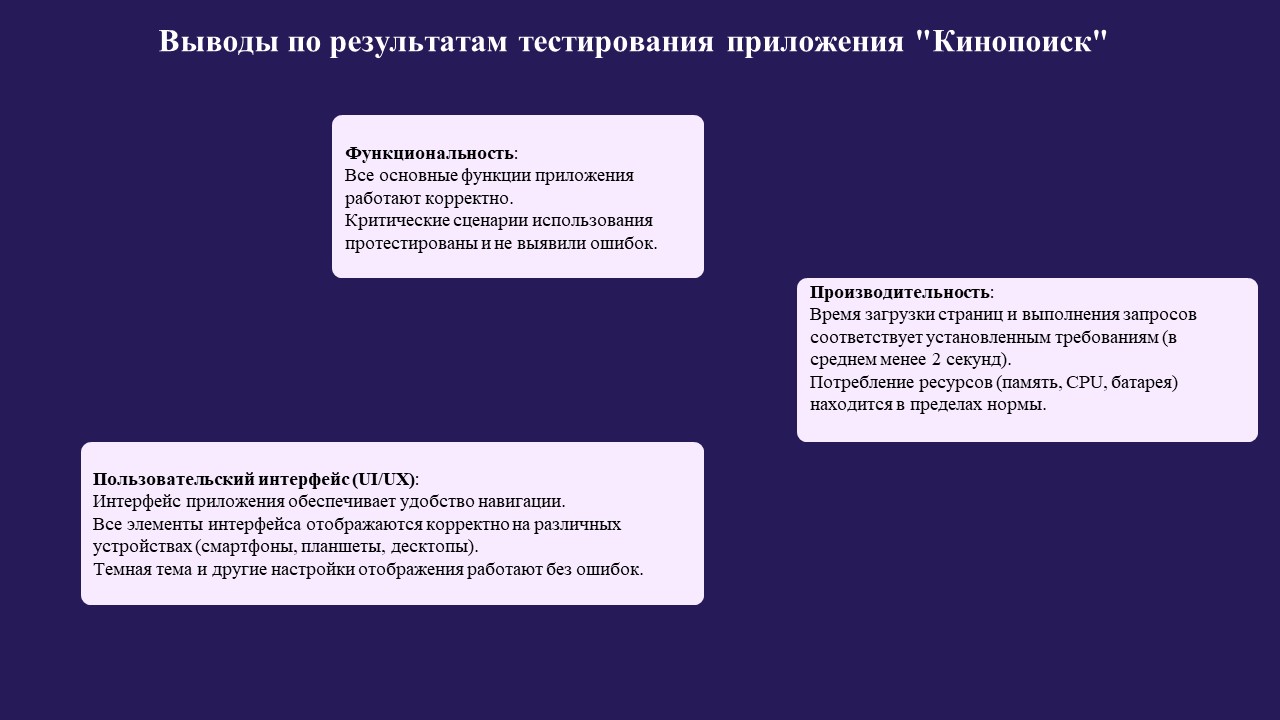 Выводы по результатам тестирования приложения "Кинопоиск"
Функциональность:
Все основные функции приложения
работают корректно.
Критические сценарии использования
протестированы и не выявили ошибок.
Производительность:
Время загрузки страниц и выполнения запросов
соответствует установленным требованиям (в
среднем менее 2 секунд).
Потребление ресурсов (память, CPU, батарея)
находится в пределах нормы.
Пользовательский интерфейс (UI/UX):
Интерфейс приложения обеспечивает удобство навигации.
Все элементы интерфейса отображаются корректно на различных
устройствах (смартфоны, планшеты, десктопы).
Темная тема и другие настройки отображения работают без ошибок.